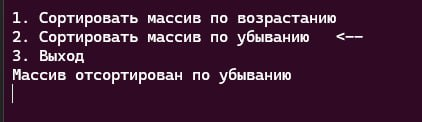 1. Сортировать массив по возрастанию
2. Сортировать массив по убыванию   <--
3. Выход
Массив отсортирован по убыванию